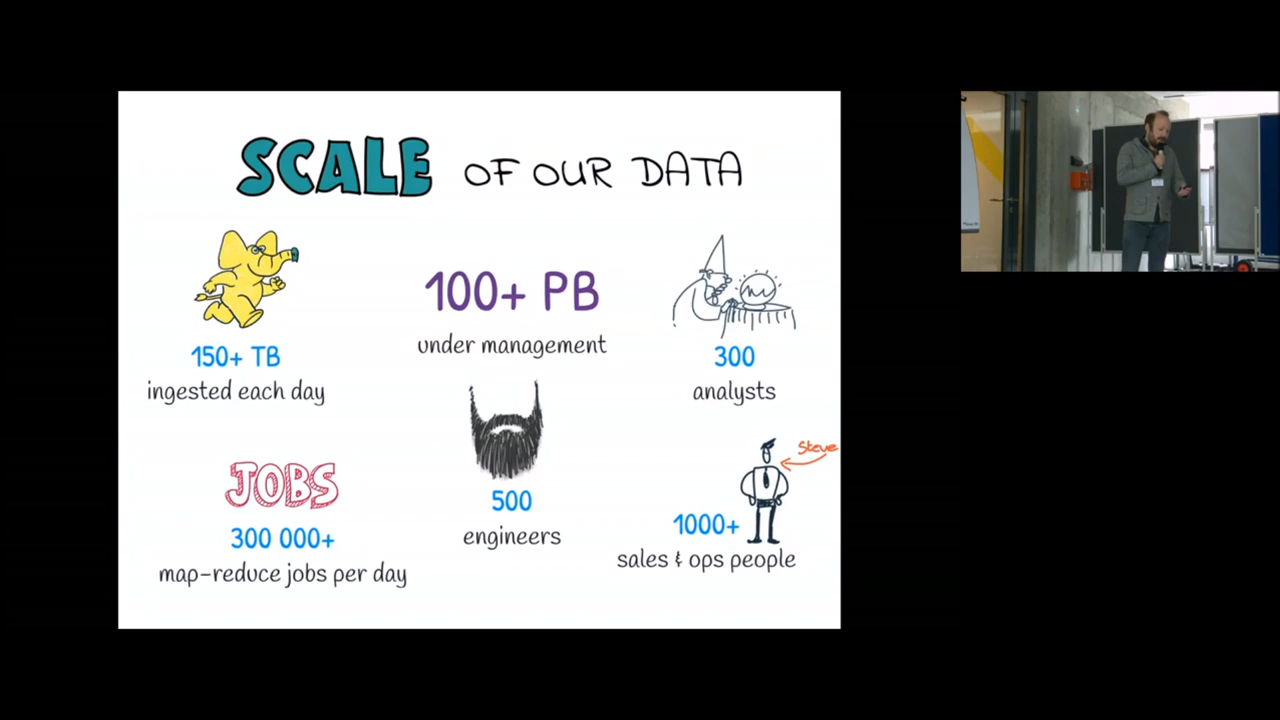 SCALE OF OUR DATA
150+ TB
ingested each day
100+ PB
under management
300
analysts
JOBS
300 000+
map-reduce jobs per day
500
engineers
Steve
1000+
sales & ops people